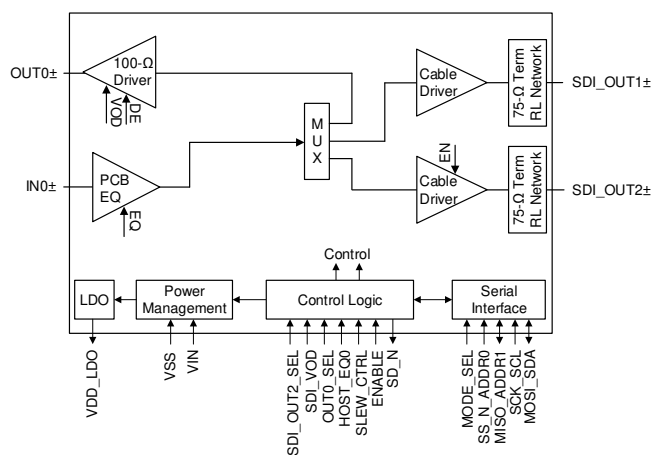 OUT0±
100-Ω
Driver
VOD
DE
M
U
X
Cable
Driver
75-Ω Term
RL Network
SDI_OUT1±
IN0±
PCB
EQ
EQ
EN
Cable
Driver
75-Ω Term
RL Network
SDI_OUT2±
Control
LDO
Power
Management
Control Logic
Serial
Interface
VDD_LDO
VSS
VIN
SDI_OUT2_SEL
SDI_VOD
OUT0_SEL
HOST_EQ0
SLEW_CTRL
ENABLE
SD_N
MODE_SEL
SS_N_ADDR0
MISO_ADDR1
SCK_SCL
MOSI_SDA